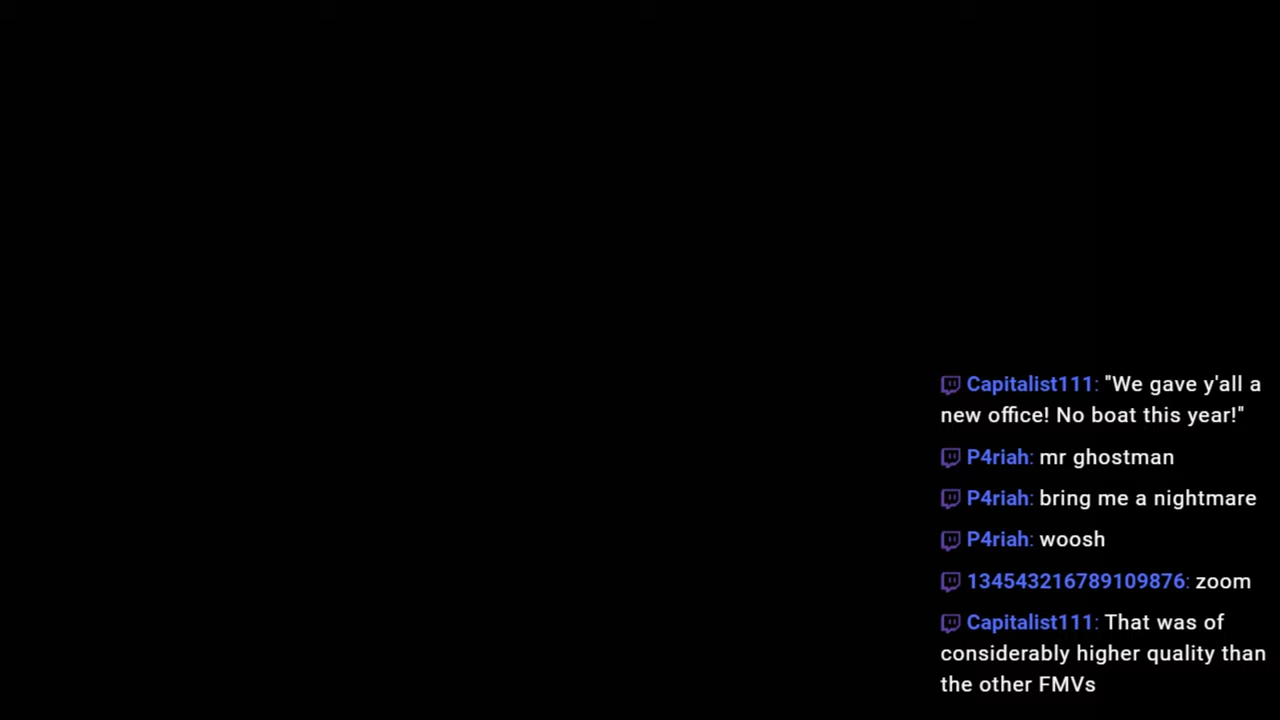 Capitalist111: "We gave y'all a
new office! No boat this year!"
P4riah: mr ghostman
P4riah: bring me a nightmare
P4riah: woosh
134543216789109876: zoom
Capitalist111: That was of
considerably higher quality than
the other FMVs